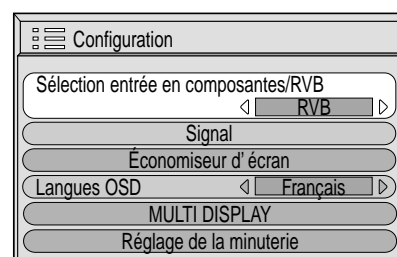 Configuration
Sélection entrée en composantes/RVB
RVB
Signal
Économiseur d' écran
Langues OSD Français
MULTI DISPLAY
Réglage de la minuterie